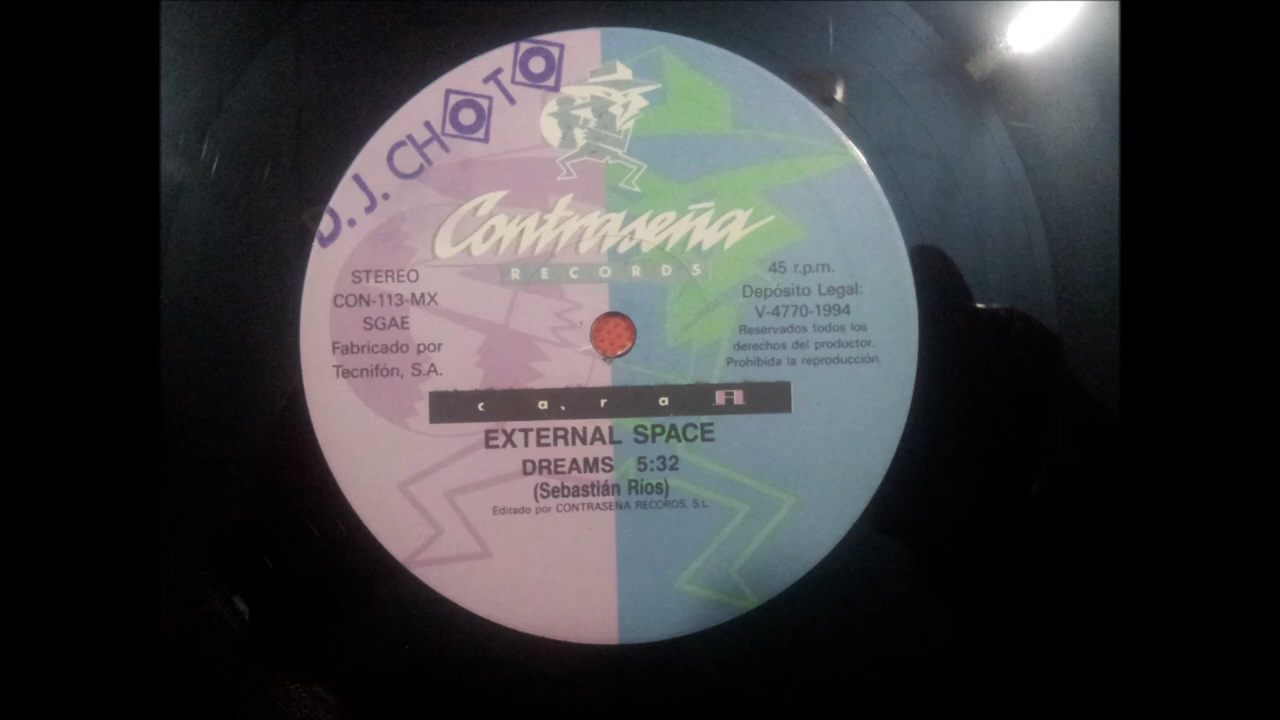 D.J. CHOTO
Contraseña
RECORDS
STEREO
CON-113-MX
SGAE
Fabricado por
Tecnifón, S.A.
45 r.p.m.
Depósito Legal:
V-4770-1994
Reservados todos los
derechos del productor.
Prohibida la reproducción.
cara A
EXTERNAL SPACE
DREAMS 5:32
(Sebastián Ríos)
Editado por CONTRASEÑA RECORDS, S.L.